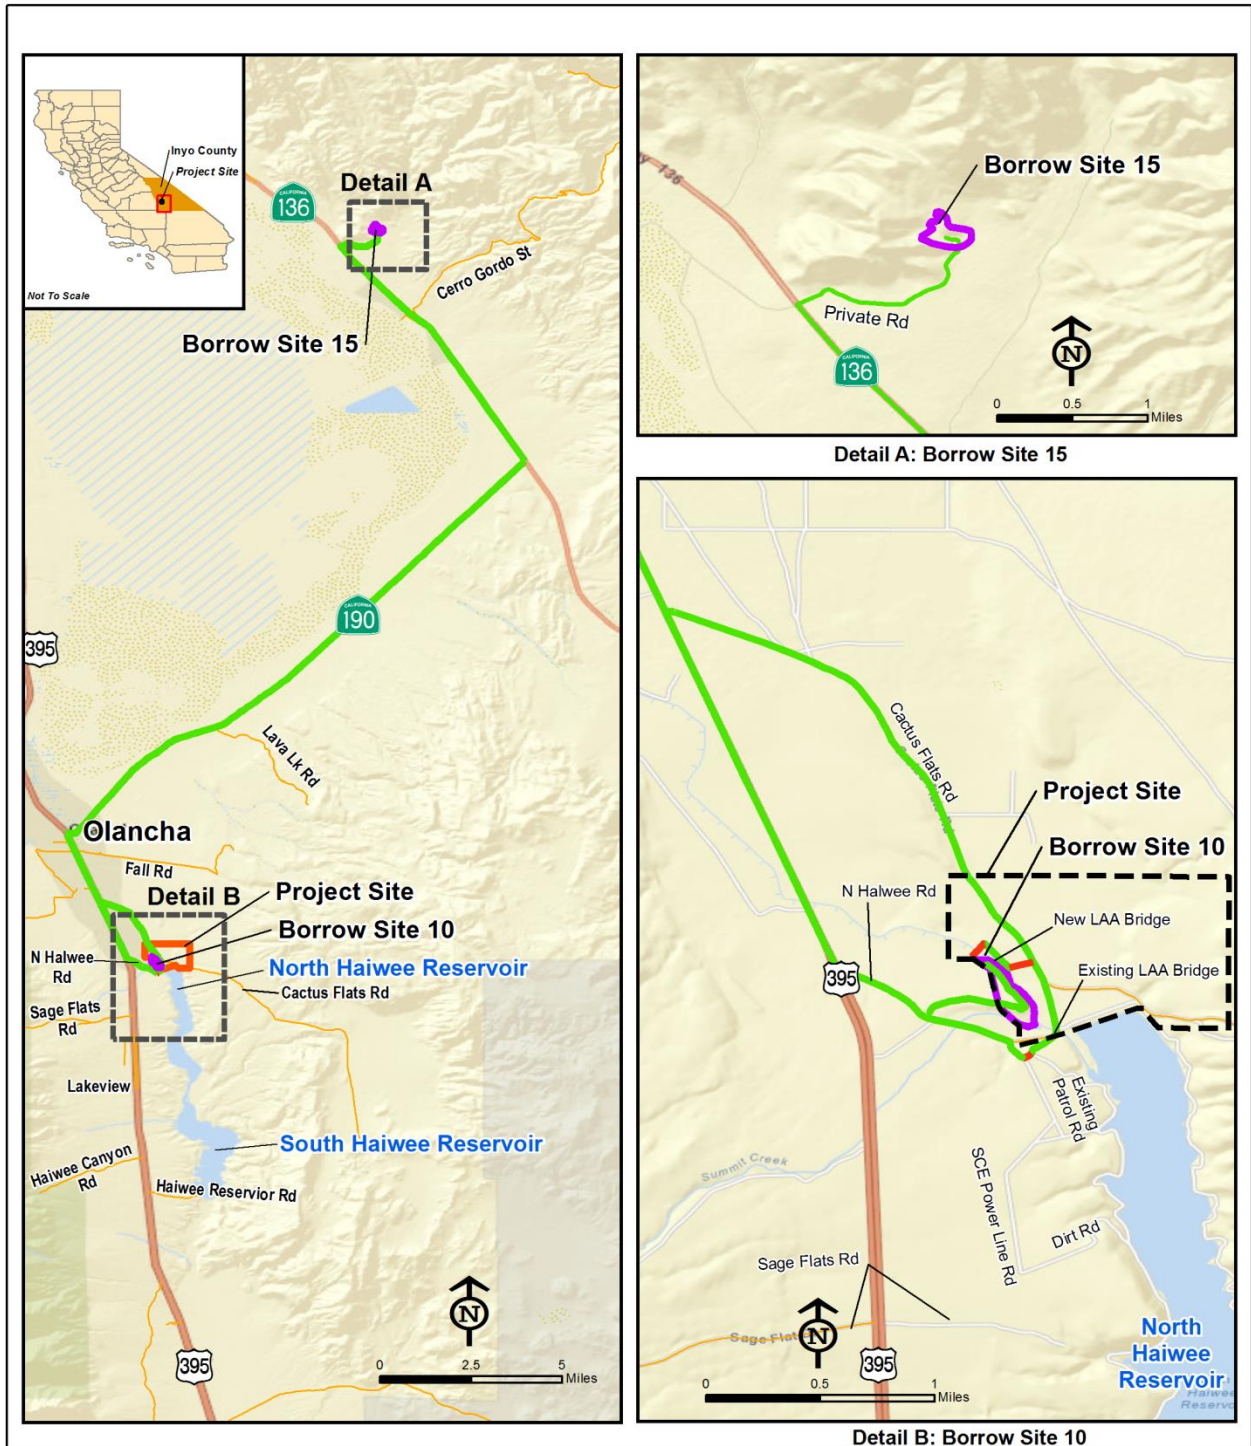 Inyo County
Project Site
Not To Scale
CALIFORNIA
136
Detail A
Cerro Gordo St
Borrow Site 15
CALIFORNIA
190
395
Lava Lk Rd
Olancha
Fall Rd
Detail B
Project Site
Borrow Site 10
N Halwee
Rd
North Haiwee Reservoir
Cactus Flats Rd
Sage Flats
Rd
Lakeview
South Haiwee Reservoir
Haiwee Canyon
Rd
Haiwee Reservior Rd
N
395
0 2.5 5
Miles
y 136
Borrow Site 15
Private Rd
CALIFORNIA
136
N
0 0.5 1
Miles
Detail A: Borrow Site 15
Cactus Flats Rd
Project Site
Borrow Site 10
N Halwee Rd
New LAA Bridge
Existing LAA Bridge
395
Existing
Patrol Rd
Summit Creek
SCE Power Line Rd
Dirt Rd
Sage Flats Rd
Sage Flats
N
395
North
Haiwee
Reservoir
0 0.5 1
Miles
Detail B: Borrow Site 10